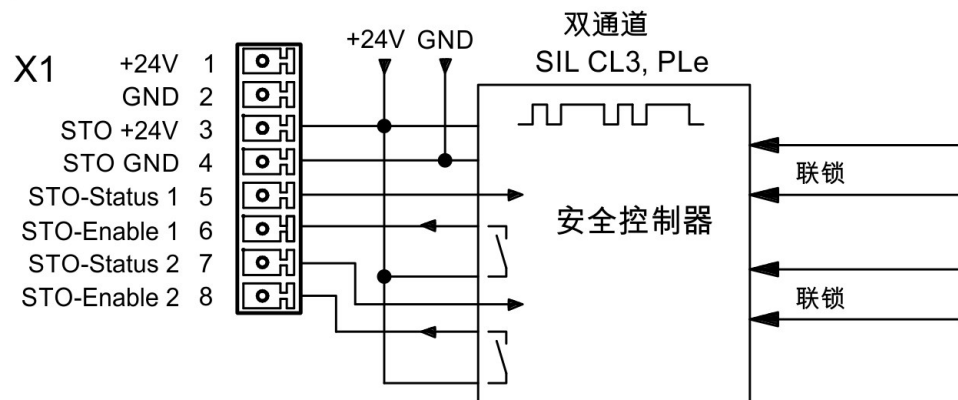 双通道
SIL CL3, PLe
+24V GND
X1
+24V 1
GND 2
STO +24V 3
STO GND 4
STO-Status 1 5
STO-Enable 1 6
STO-Status 2 7
STO-Enable 2 8
安全控制器
联锁
联锁